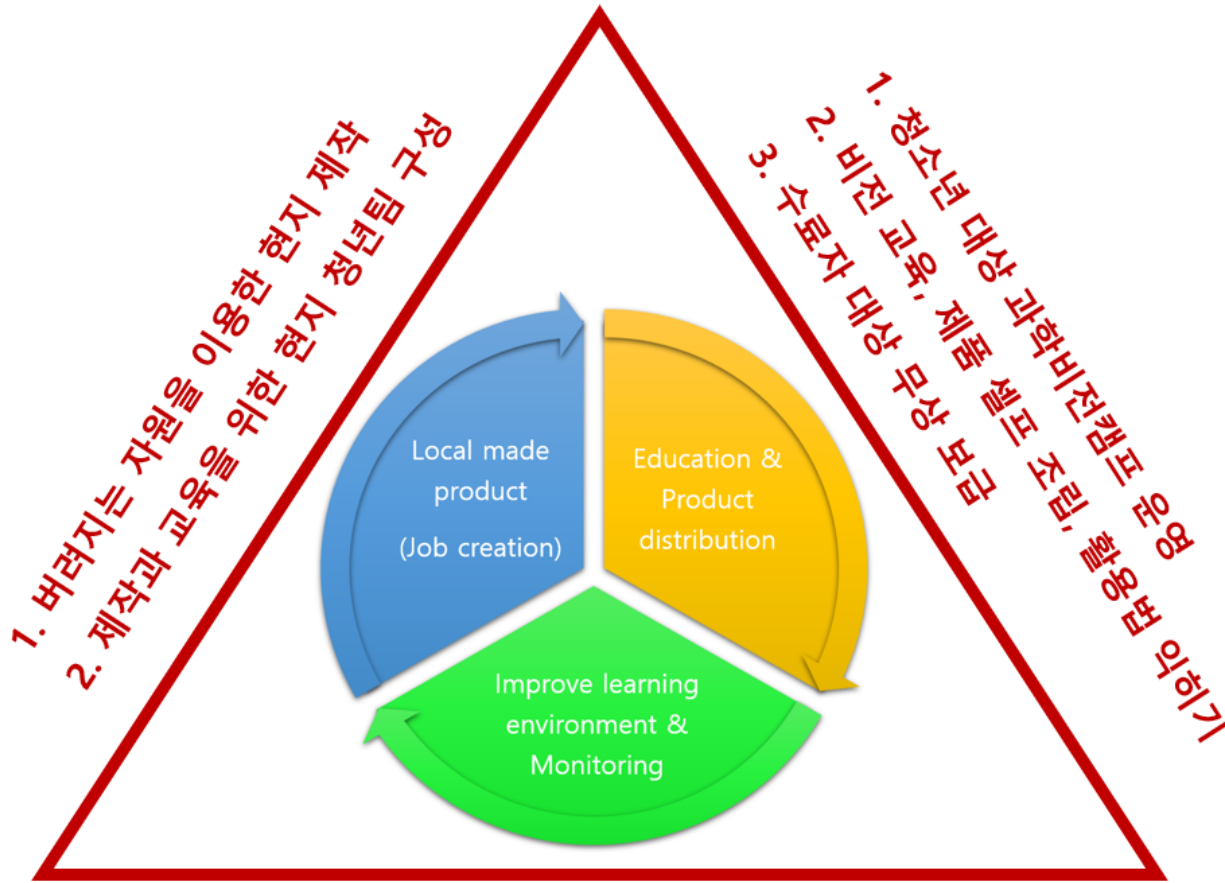 1. 버려지는 자원을 이용한 현지 제작
2. 제작과 교육을 위한 현지 청년팀 구성
1. 청소년 대상 과학비전캠프 운영
2. 비전 교육, 제품 셀프 조립, 활용법 익히기
3. 수료자 대상 무상 보급
Local made
product
(Job creation)
Education &
Product
distribution
Improve learning
environment &
Monitoring